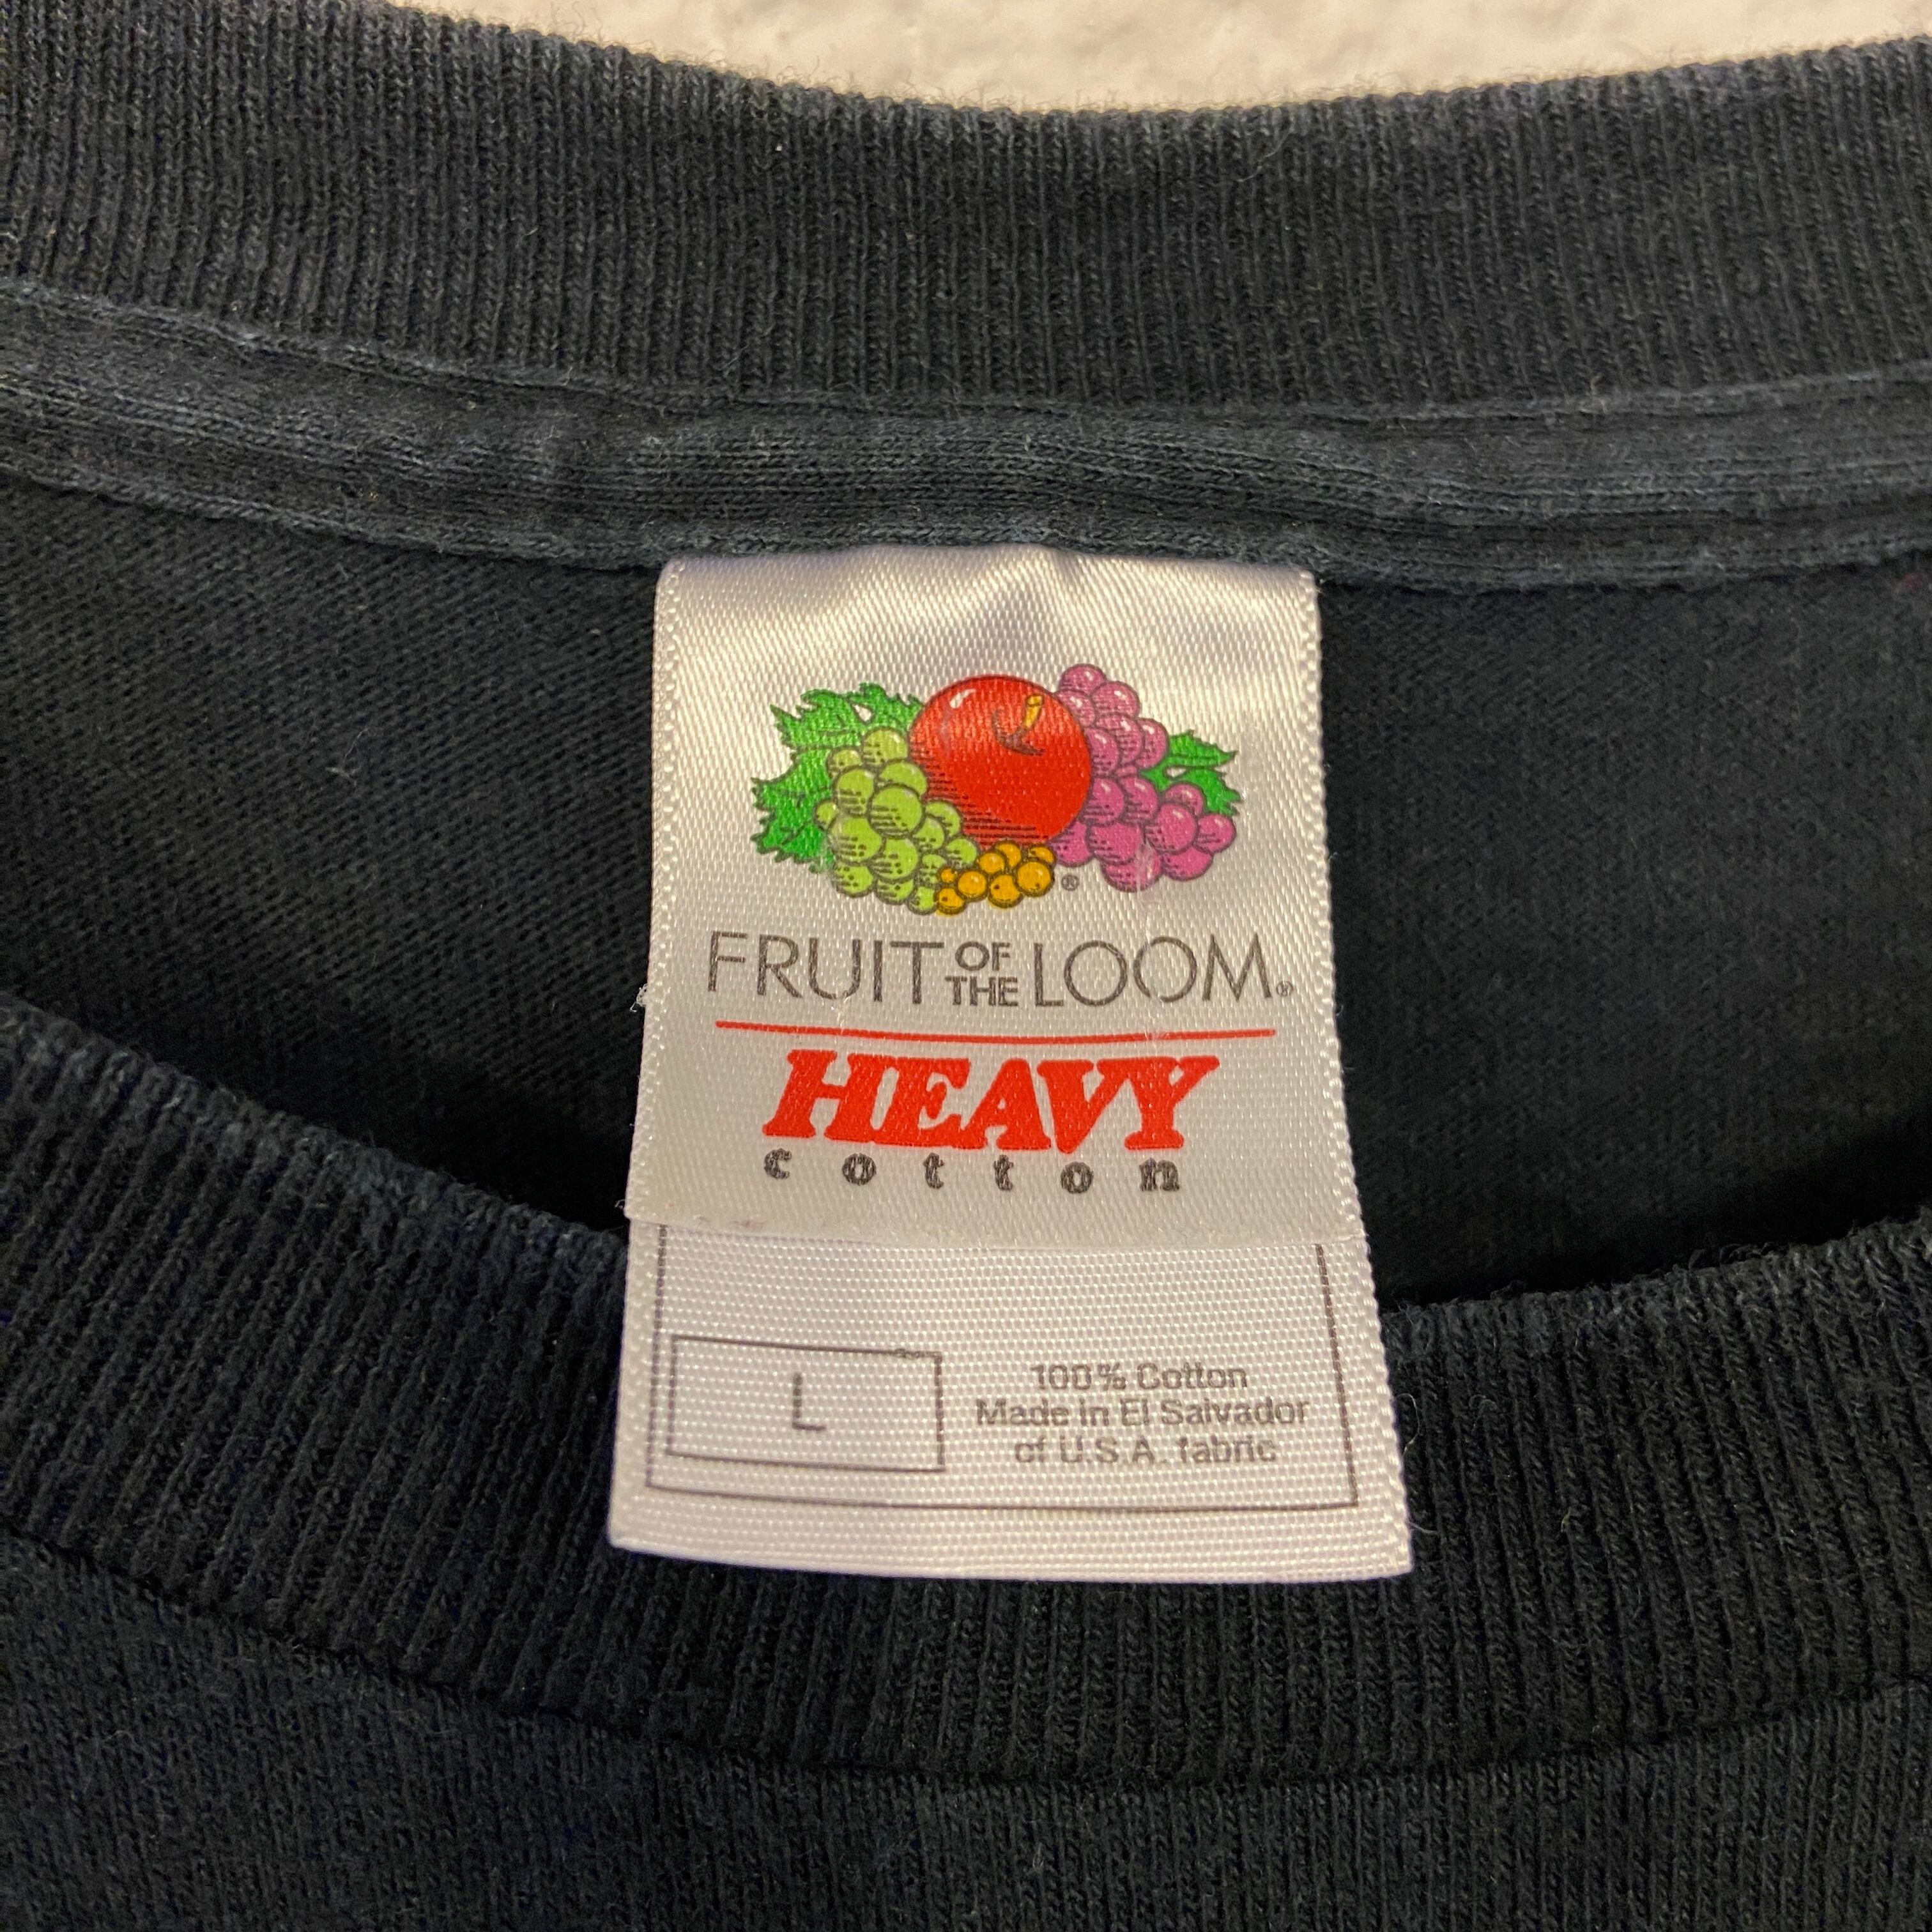 ®
FRUIT OF THE LOOM®
HEAVY
cotton
L
100% Cotton
Made in El Salvador
of U.S.A. fabric